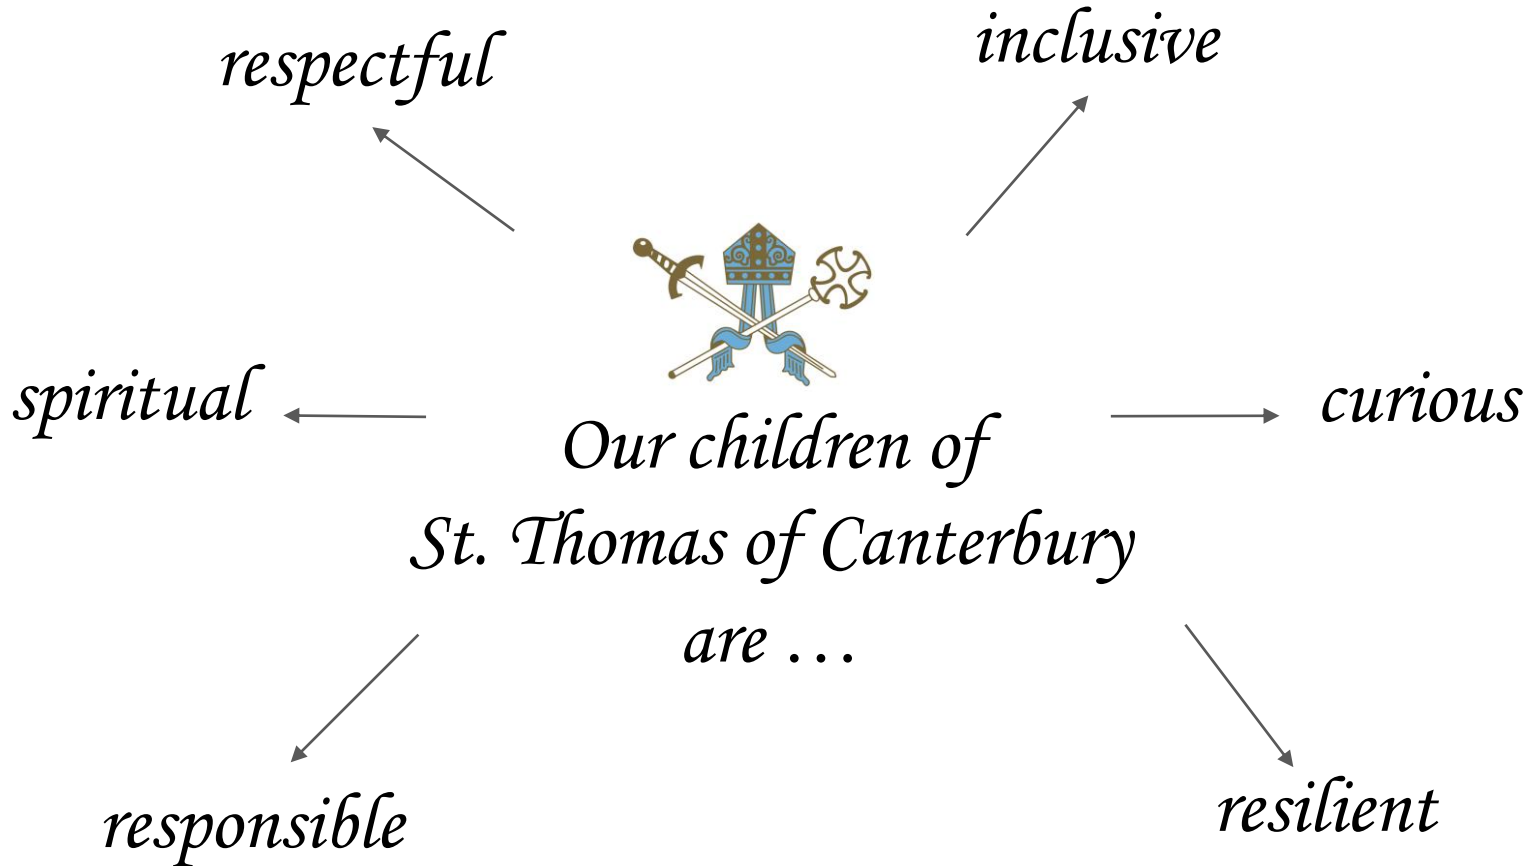 respectful
inclusive
spiritual
curious
Our children of
St. Thomas of Canterbury
are …
responsible
resilient